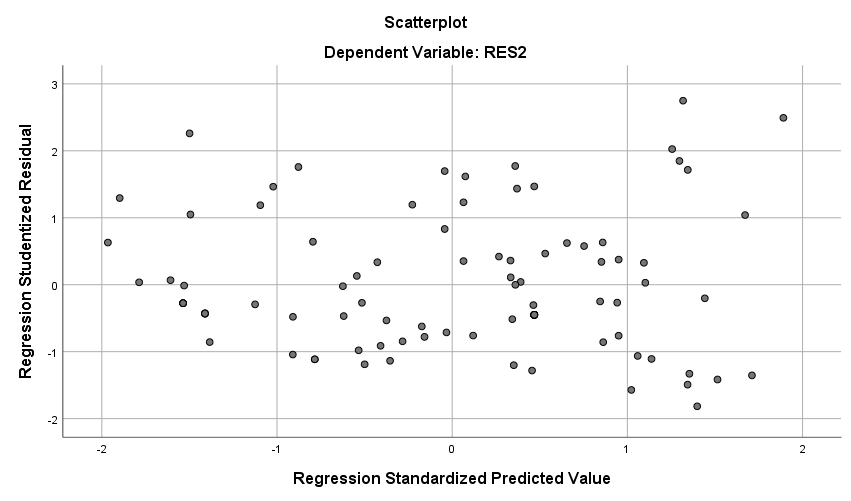 Scatterplot
Dependent Variable: RES2
Regression Studentized Residual
3
2
1
0
-1
-2
-2
-1
0
1
2
Regression Standardized Predicted Value